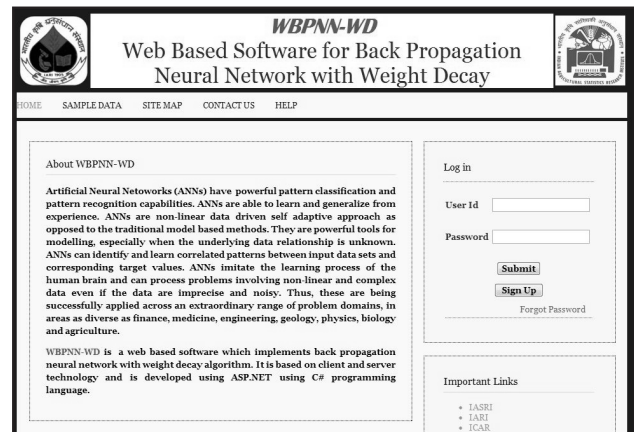 WBPNN-WD
Web Based Software for Back Propagation
Neural Network with Weight Decay
HOME SAMPLE DATA SITE MAP CONTACT US HELP
About WBPNN-WD
Artificial Neural Netoworks (ANNs) have powerful pattern classification and
pattern recognition capabilities. ANNs are able to learn and generalize from
experience. ANNs are non-linear data driven self adaptive approach as
opposed to the traditional model based methods. They are powerful tools for
modelling, especially when the underlying data relationship is unknown.
ANNs can identify and learn correlated patterns between input data sets and
corresponding target values. ANNs imitate the learning process of the
human brain and can process problems involving non-linear and complex
data even if the data are imprecise and noisy. Thus, these are being
successfully applied across an extraordinary range of problem domains, in
areas as diverse as finance, medicine, engineering, geology, physics, biology
and agriculture.
WBPNN-WD is a web based software which implements back propagation
neural network with weight decay algorithm. It is based on client and server
technology and is developed using ASP.NET using C# programming
language.
Log in
User Id
Password
Submit
Sign Up
Forgot Password
Important Links
IASRI
IARI
ICAR